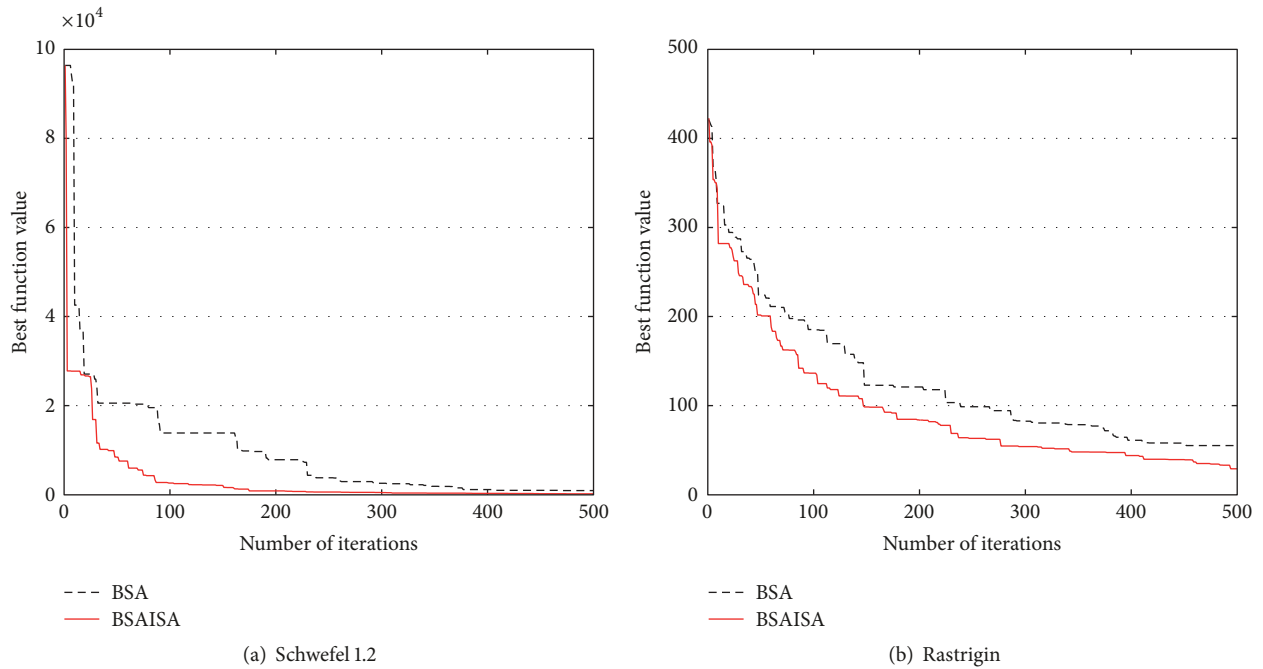 ×10⁴
10
8
6
4
2
0
Best function value
0 100 200 300 400 500
Number of iterations
BSA
BSAISA
(a) Schwefel 1.2
500
400
300
200
100
0
Best function value
0 100 200 300 400 500
Number of iterations
BSA
BSAISA
(b) Rastrigin